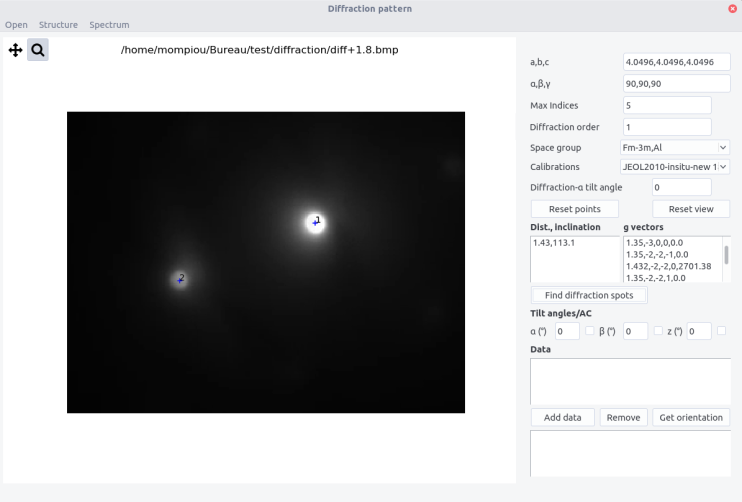 Diffraction pattern
Open Structure Spectrum
/home/mompiou/Bureau/test/diffraction/diff+1.8.bmp
1
2
a,b,c 4.0496,4.0496,4.0496
α,β,γ 90,90,90
Max Indices 5
Diffraction order 1
Space group Fm-3m,Al
Calibrations JEOL2010-insitu-new 1
Diffraction-α tilt angle 0
Reset points Reset view
Dist., inclination g vectors
1.43,113.1 1.35,-3,0,0.0
1.35,-2,-2,-1,0.0
1.432,-2,-2,0,2701.38
1.35,-2,-2,1,0.0
Find diffraction spots
Tilt angles/AC
α (°) 0 β (°) 0 z (°) 0
Data
Add data Remove Get orientation